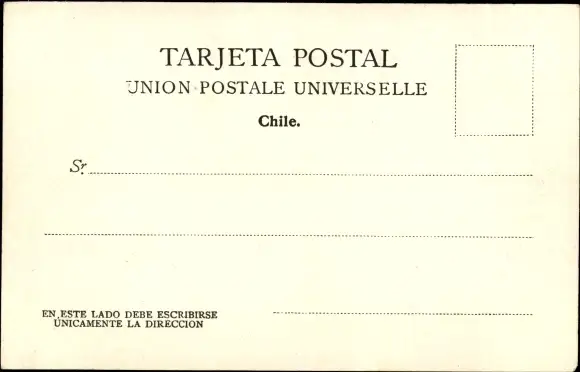 TARJETA POSTAL
UNION POSTALE UNIVERSELLE
Chile.
Sr.
EN ESTE LADO DEBE ESCRIBIRSE
ÚNICAMENTE LA DIRECCION